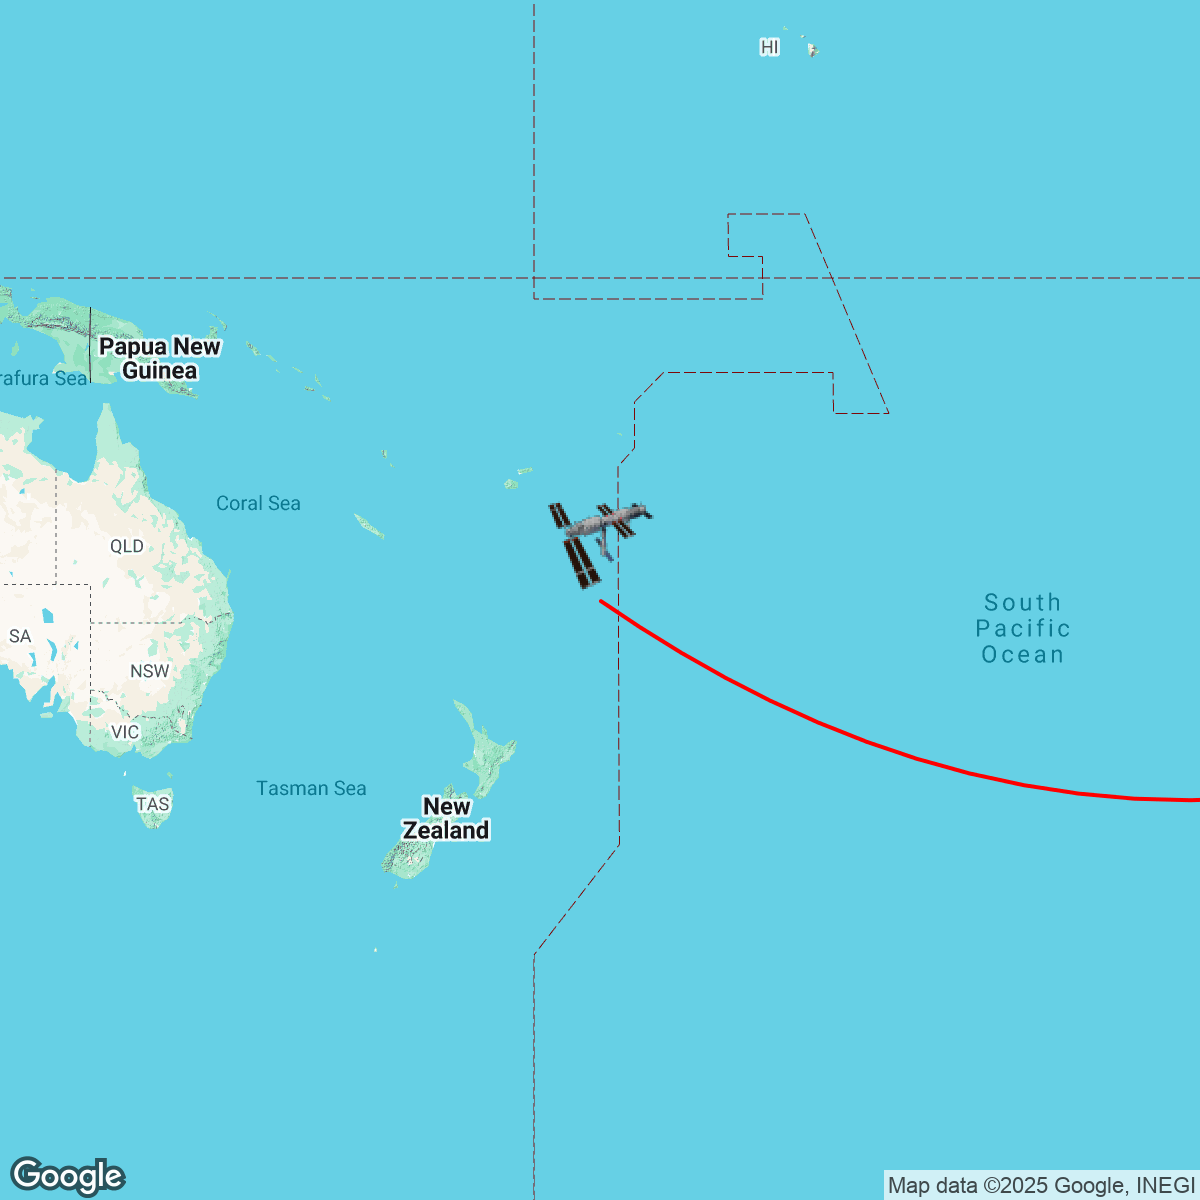 HI
Papua New
Guinea
rafura Sea
Coral Sea
QLD
South
Pacific
Ocean
SA
NSW
VIC
Tasman Sea
TAS
New
Zealand
Google
Map data ©2025 Google, INEGI